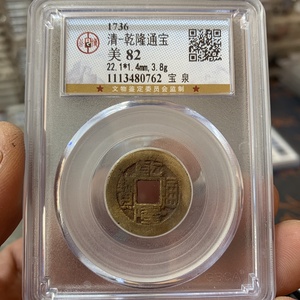 1736
清-乾隆通宝
美 82
22.1*1.4mm,3.8g
1113480762 宝 泉
★ 文物鉴定委员会监制 ★